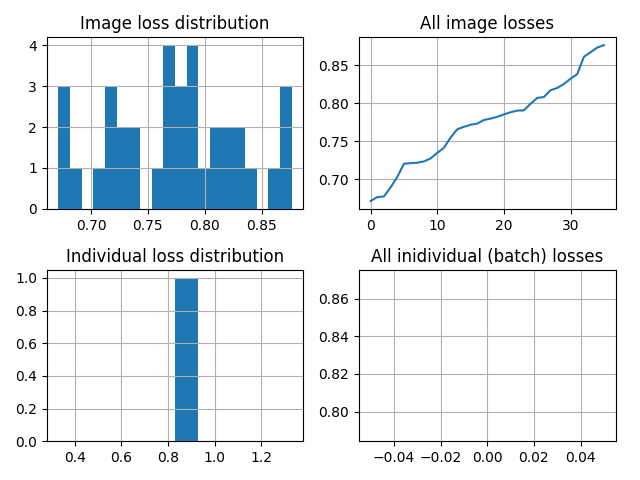 Image loss distribution
4
3
2
1
0
0.70 0.75 0.80 0.85
All image losses
0.85
0.80
0.75
0.70
0 10 20 30
Individual loss distribution
1.0
0.8
0.6
0.4
0.2
0.0
0.4 0.6 0.8 1.0 1.2
All inidividual (batch) losses
0.86
0.84
0.82
0.80
−0.04 −0.02 0.00 0.02 0.04